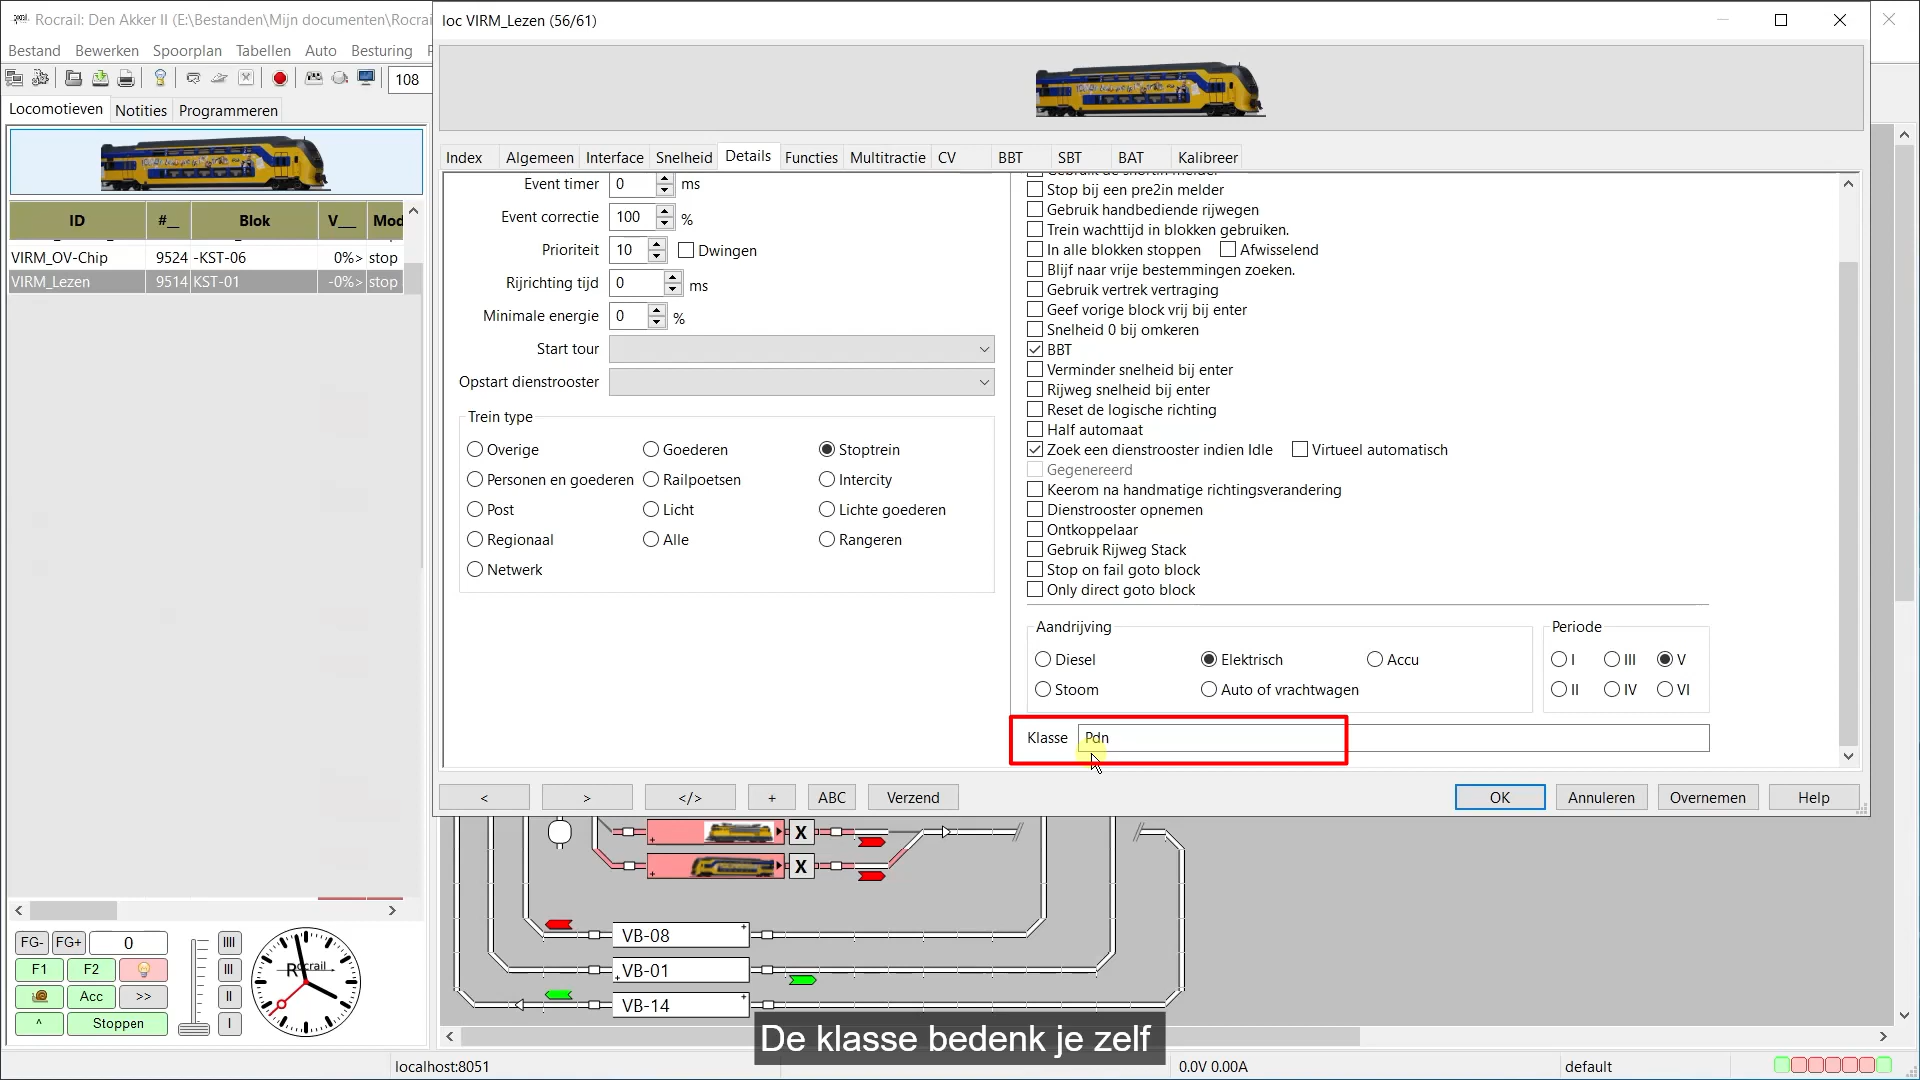 Rocrail: Den Akker II (E:\Bestanden\Mijn documenten\Rocrai
Bestand Bewerken Spoorplan Tabellen Auto Besturing
108
Locomotieven Notities Programmeren
ID # Blok V Mod
VIRM_OV-Chip 9524 -KST-06 0%> stop
VIRM_Lezen 9514 KST-01 -0%> stop
FG- FG+ 0 IIII
F1 F2 III
Acc >> II
^ Stoppen I
Rocrail
loc VIRM_Lezen (56/61)
Index Algemeen Interface Snelheid Details Functies Multitractie CV BBT SBT BAT Kalibreer
Event timer 0 ms
Event correctie 100 %
Prioriteit 10 Dwingen
Rijrichting tijd 0 ms
Minimale energie 0 %
Start tour
Opstart dienstrooster
Trein type
Overige Goederen Stoptrein
Personen en goederen Railpoetsen Intercity
Post Licht Lichte goederen
Regionaal Alle Rangeren
Netwerk
Stop bij een pre2in melder
Gebruik handbediende rijwegen
Trein wachttijd in blokken gebruiken.
In alle blokken stoppen Afwisselend
Blijf naar vrije bestemmingen zoeken.
Gebruik vertrek vertraging
Geef vorige block vrij bij enter
Snelheid 0 bij omkeren
BBT
Verminder snelheid bij enter
Rijweg snelheid bij enter
Reset de logische richting
Half automaat
Zoek een dienstrooster indien Idle Virtueel automatisch
Gegenereerd
Keerom na handmatige richtingsverandering
Dienstrooster opnemen
Ontkoppelaar
Gebruik Rijweg Stack
Stop on fail goto block
Only direct goto block
Aandrijving
Diesel Elektrisch Accu
Stoom Auto of vrachtwagen
Periode
I III V
II IV VI
Klasse Pdn
< > </> + ABC Verzend OK Annuleren Overnemen Help
X
X
VB-08
VB-01
VB-14
De klasse bedenk je zelf
localhost:8051 0.0V 0.00A default